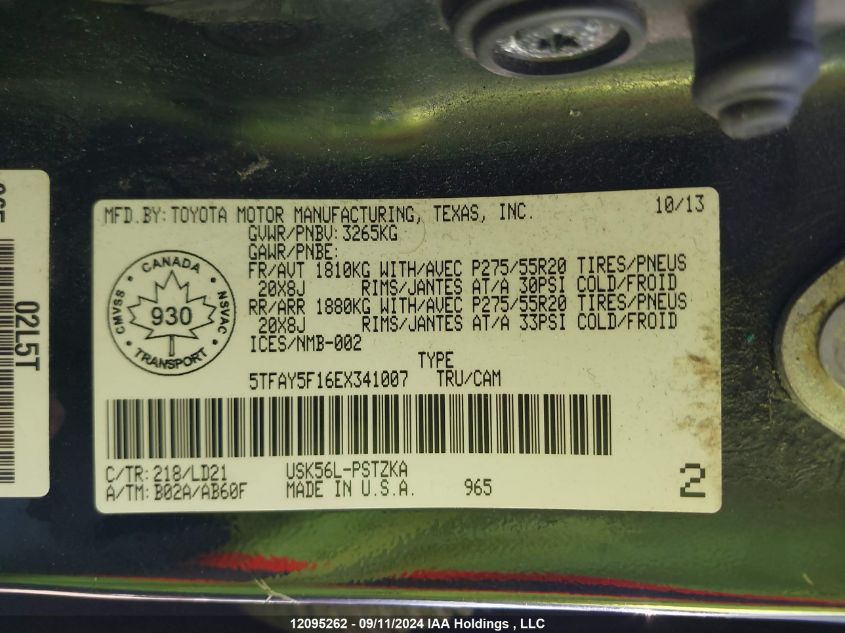 MFD.BY: TOYOTA MOTOR MANUFACTURING, TEXAS, INC. 10/13
GVWR/PNBV: 3265KG
GAWR/PNBE:
FR/AVT 1810KG WITH/AVEC P275/55R20 TIRES/PNEUS
20X8J RIMS/JANTES AT/A 30PSI COLD/FROID
RR/ARR 1880KG WITH/AVEC P275/55R20 TIRES/PNEUS
20X8J RIMS/JANTES AT/A 33PSI COLD/FROID
ICES/NMB-002
CANADA
CMVSS 930 NSVAC
TRANSPORT
TYPE
5TFAY5F16EX341007 TRU/CAM
C/TR: 218/LD21 USK56L-PSTZKA
A/TM: B02A/AB60F MADE IN U.S.A. 965 2
02L5T
12095262 - 09/11/2024 IAA Holdings , LLC